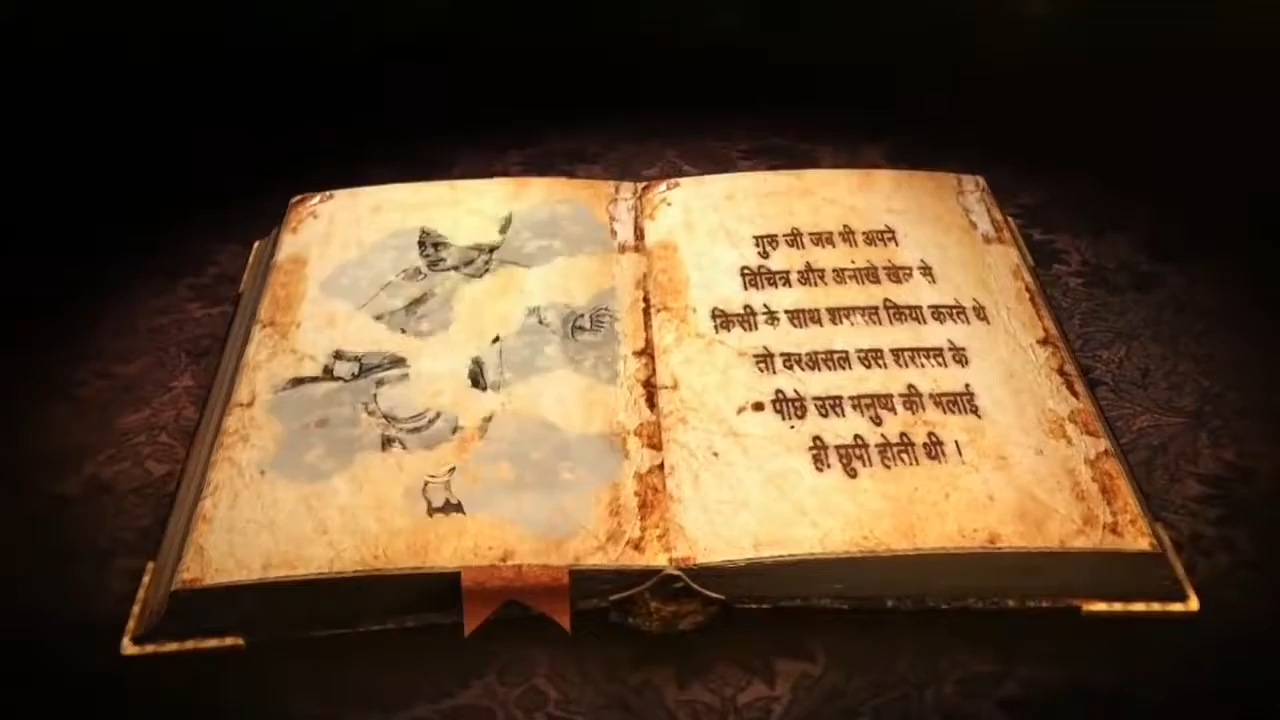 गुरु जी जब भी अपने
विचित्र और अनोखे खेल से
किसी के साथ शरारत किया करते थे
तो दरअसल उस शरारत के
पीछे उस मनुष्य की भलाई
ही छुपी होती थी ।